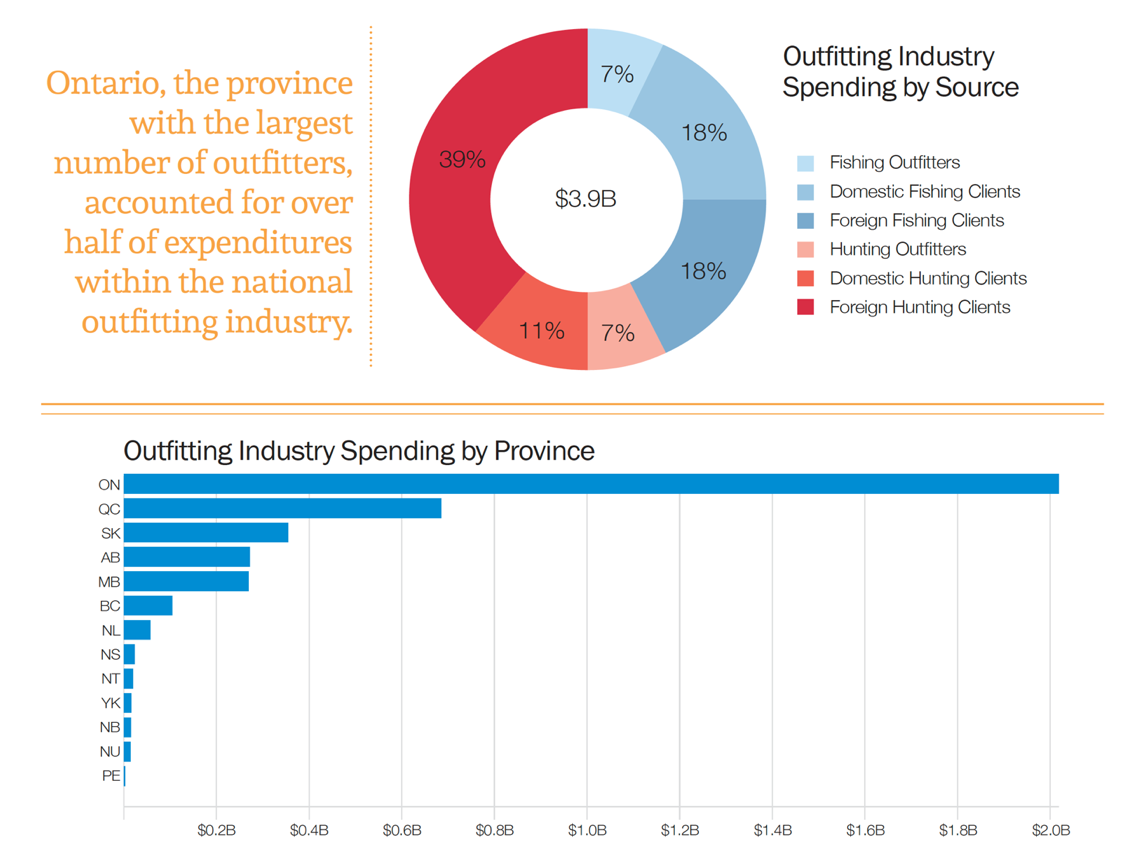 Ontario, the province
with the largest
number of outfitters,
accounted for over
half of expenditures
within the national
outfitting industry.
7%
18%
39%
$3.9B
18%
11%
7%
Outfitting Industry
Spending by Source
Fishing Outfitters
Domestic Fishing Clients
Foreign Fishing Clients
Hunting Outfitters
Domestic Hunting Clients
Foreign Hunting Clients
Outfitting Industry Spending by Province
ON
QC
SK
AB
MB
BC
NL
NS
NT
YK
NB
NU
PE
$0.2B $0.4B $0.6B $0.8B $1.0B $1.2B $1.4B $1.6B $1.8B $2.0B